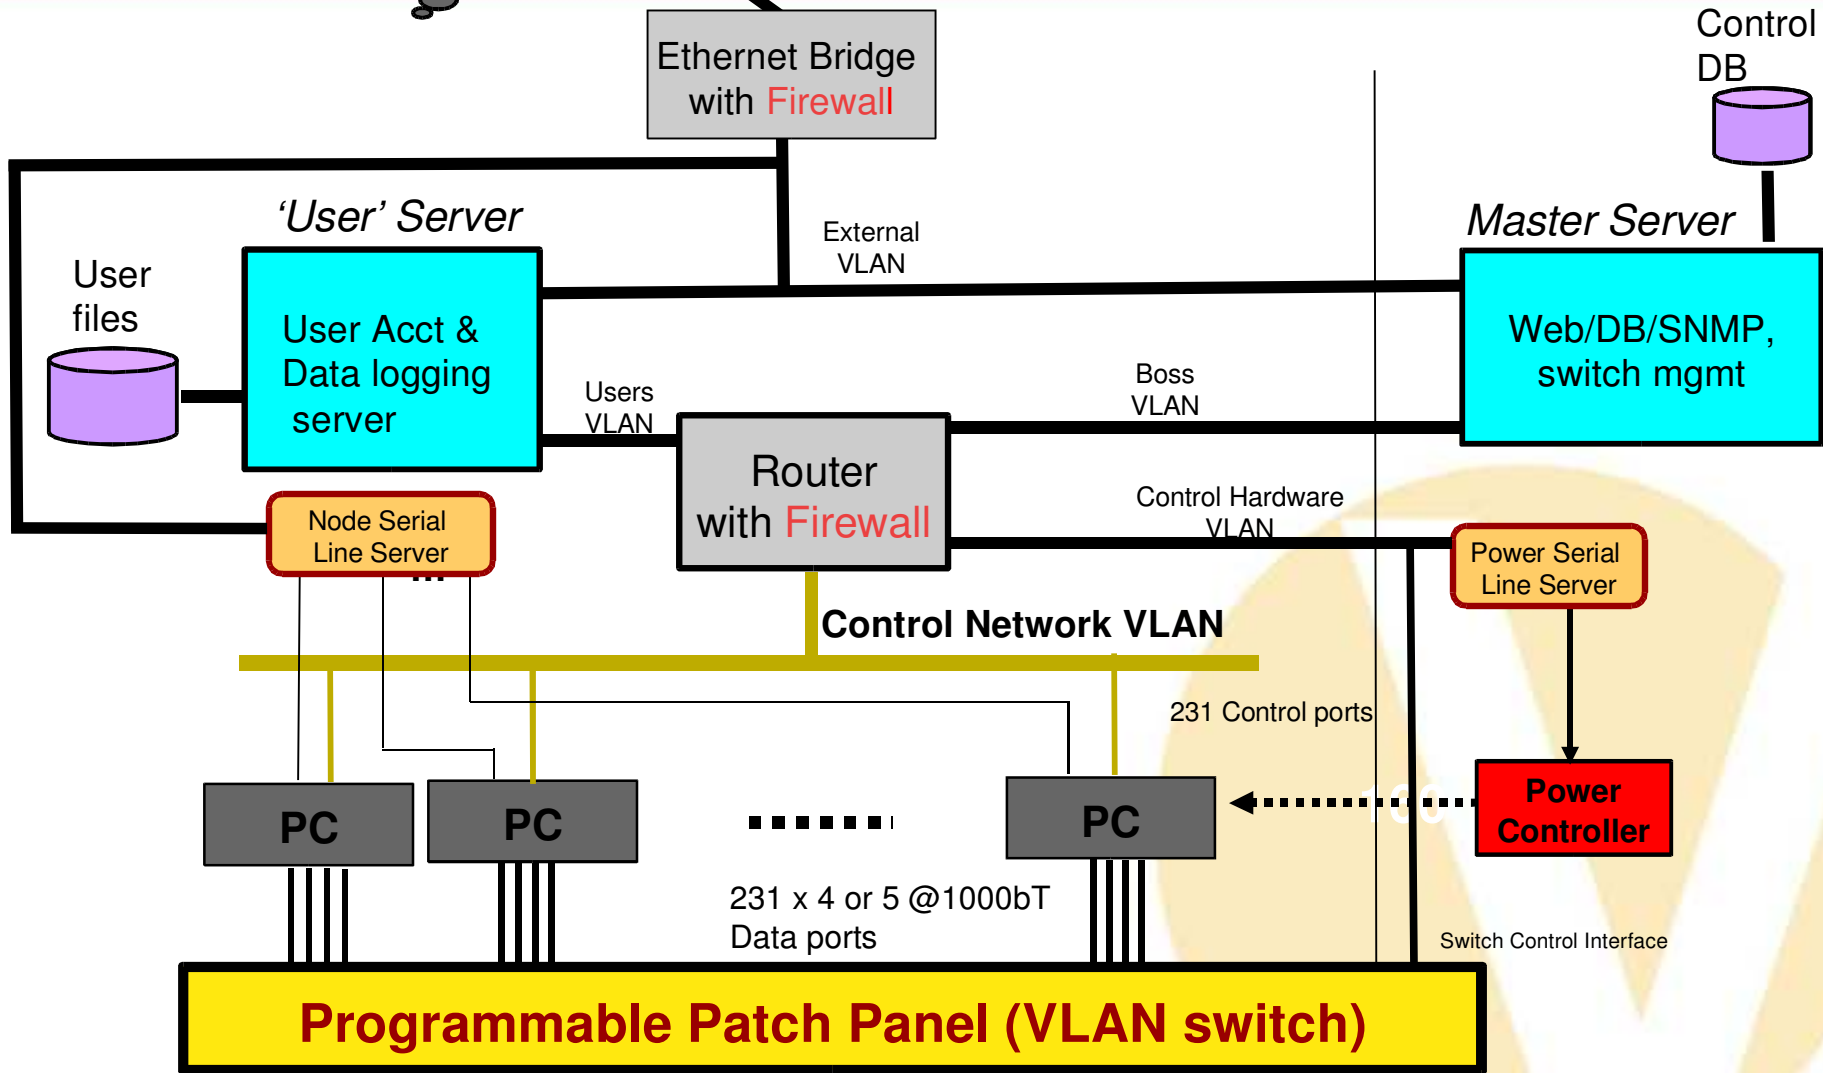 Control
DB
Ethernet Bridge
with Firewall
‘User’ Server
External
VLAN
Master Server
User
files
User Acct &
Data logging
server
Web/DB/SNMP,
switch mgmt
Users
VLAN
Boss
VLAN
Router
with Firewall
Control Hardware
VLAN
Node Serial
Line Server
...
Power Serial
Line Server
Control Network VLAN
231 Control ports
PC
PC
PC
160
Power
Controller
231 x 4 or 5 @1000bT
Data ports
Switch Control Interface
Programmable Patch Panel (VLAN switch)